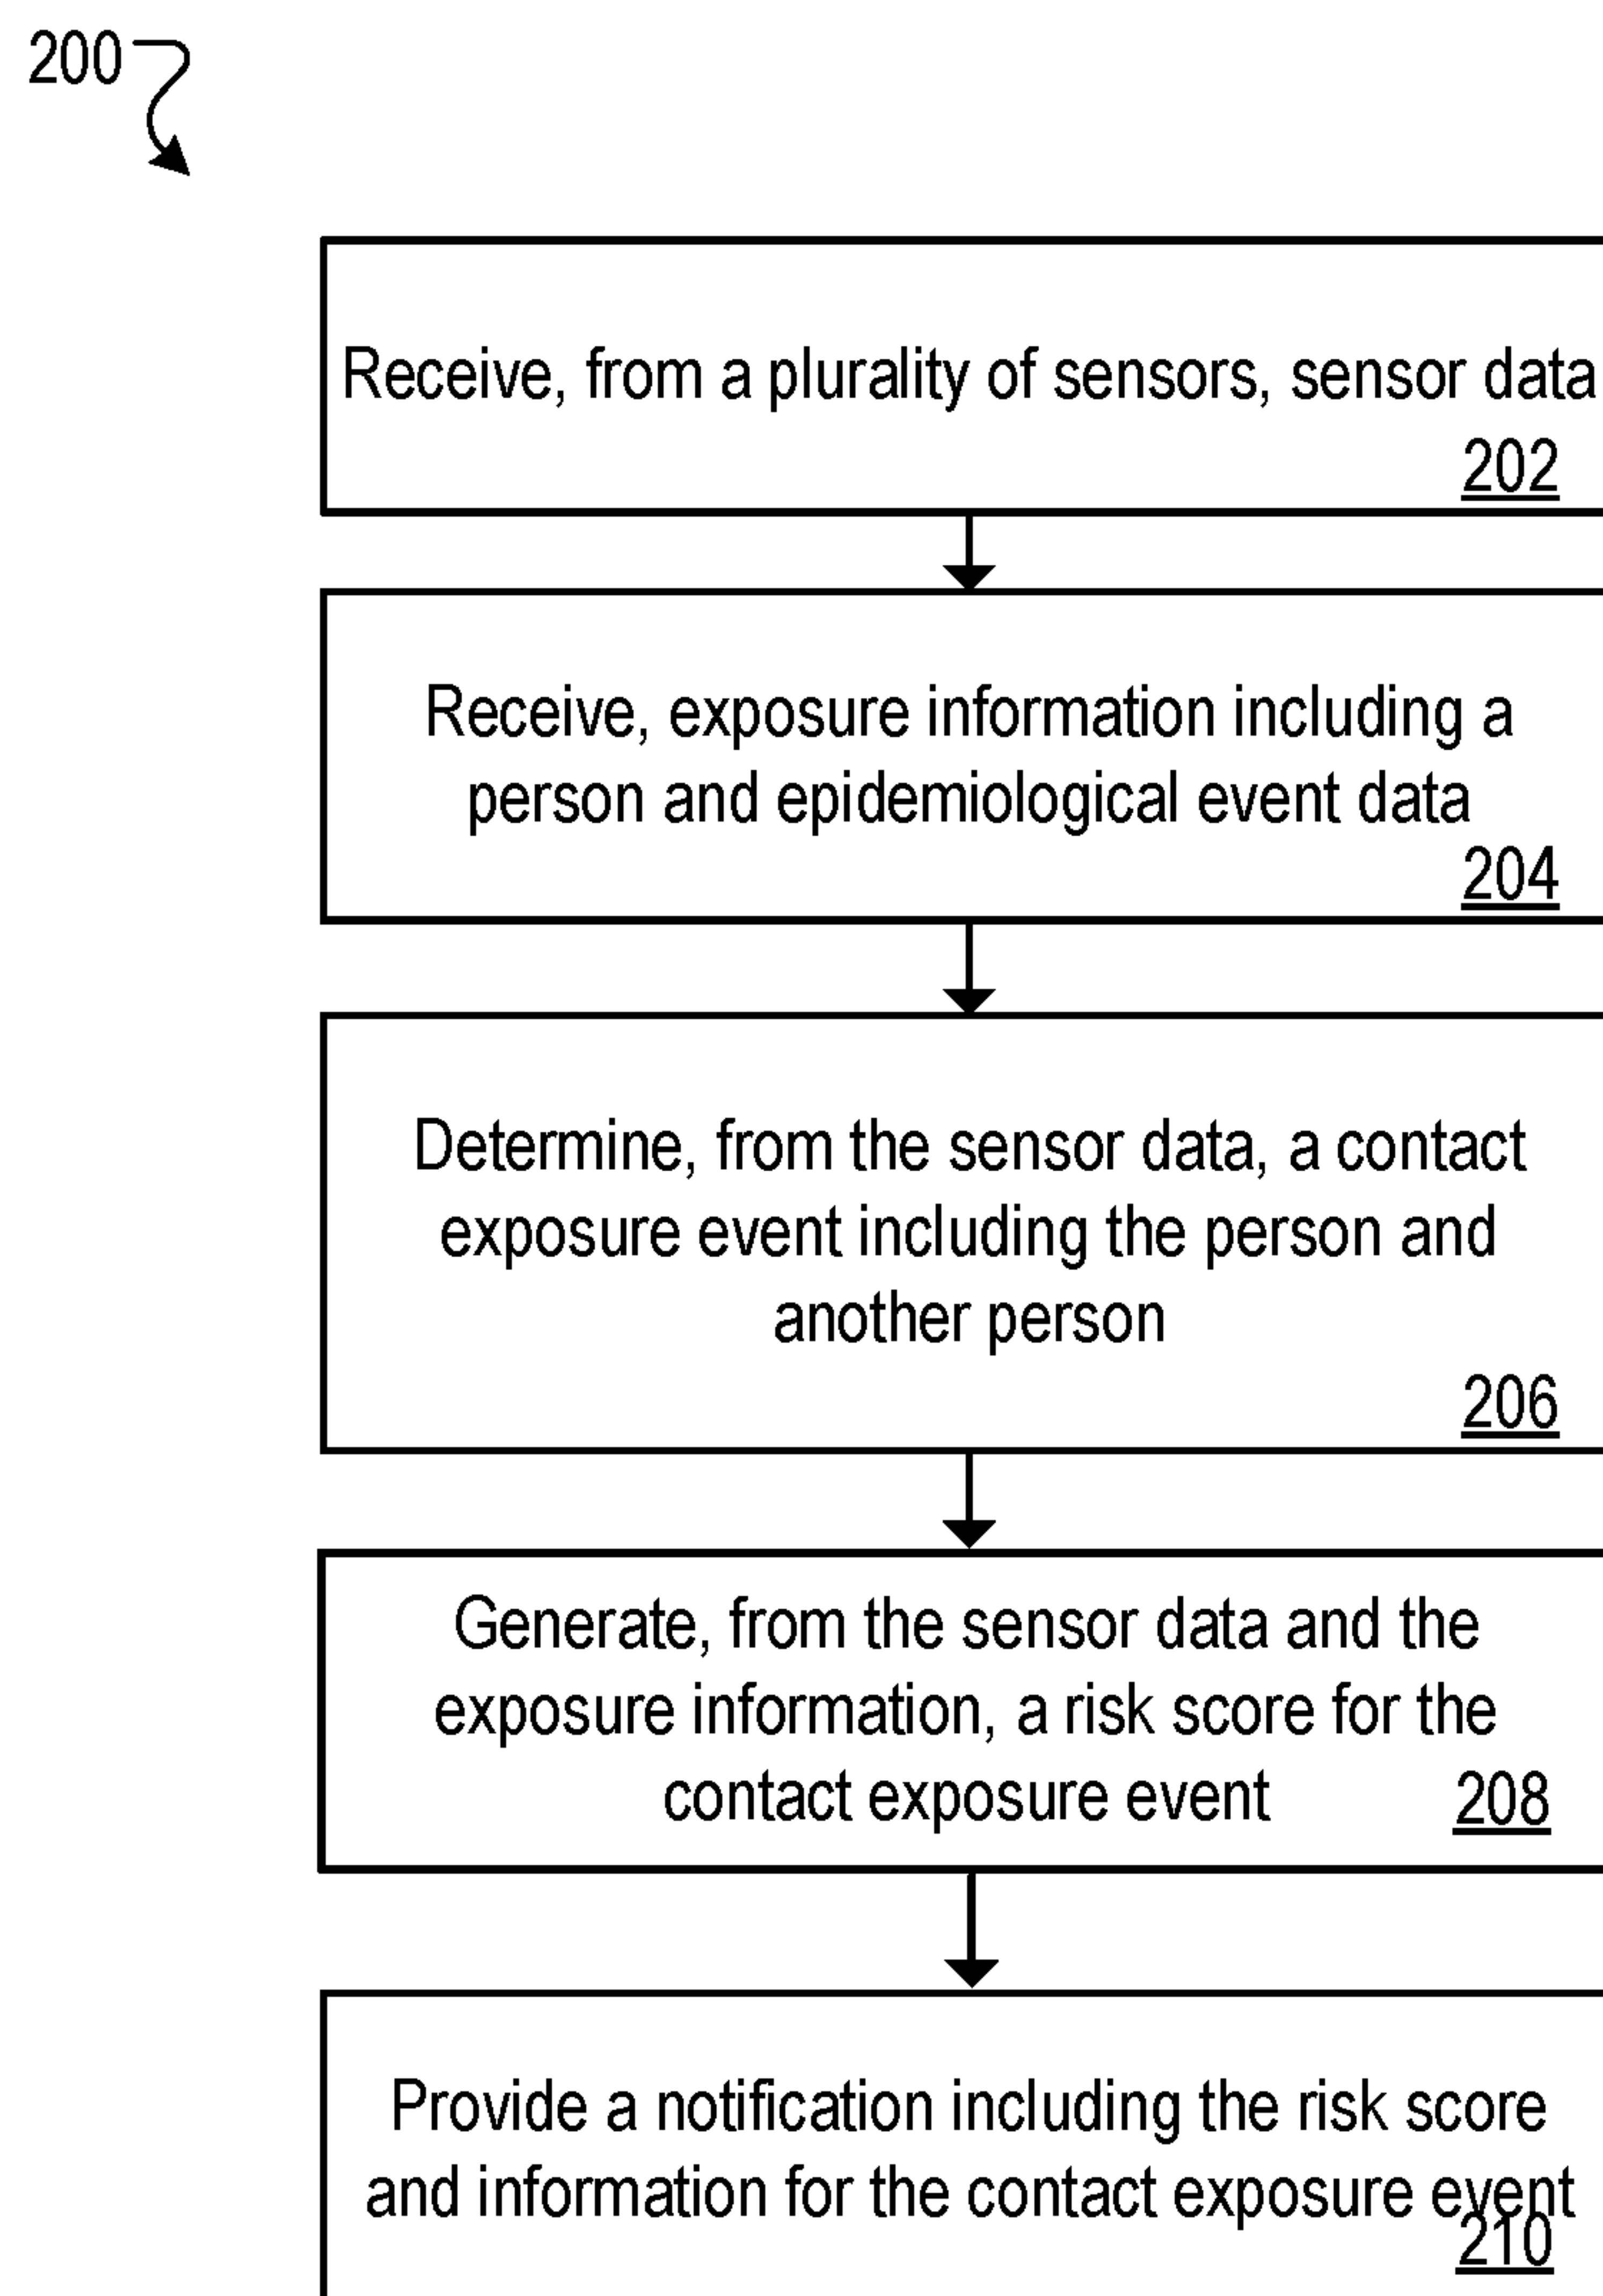 200
Receive, from a plurality of sensors, sensor data
202
Receive, exposure information including a
person and epidemiological event data
204
Determine, from the sensor data, a contact
exposure event including the person and
another person
206
Generate, from the sensor data and the
exposure information, a risk score for the
contact exposure event 208
Provide a notification including the risk score
and information for the contact exposure event
210